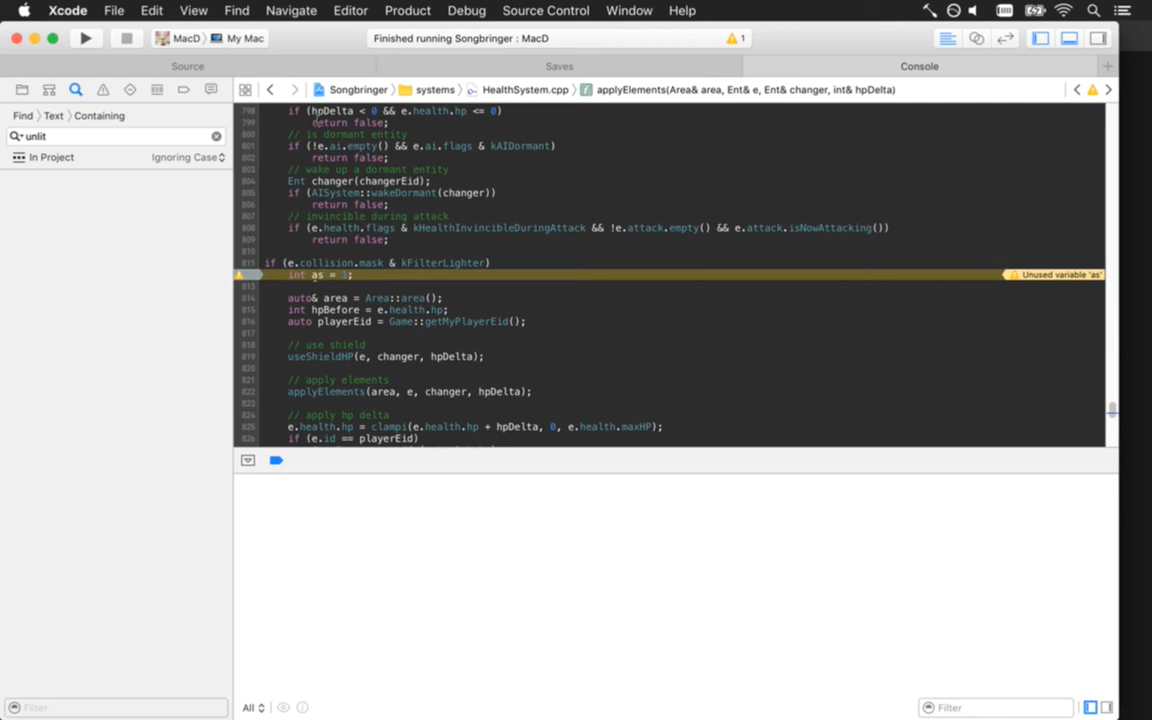 Xcode File Edit View Find Navigate Editor Product Debug Source Control Window Help
MacD My Mac Finished running Songbringer : MacD 1
Source Saves Console
Songbringer systems HealthSystem.cpp applyElements(Area& area, Ent& e, Ent& changer, int& hpDelta)
Find Text Containing
unlit
In Project Ignoring Case
798 if (hpDelta < 0 && e.health.hp <= 0)
799 return false;
800 // is dormant entity
801 if (!e.ai.empty() && e.ai.flags & kAIDormant)
802 return false;
803 // wake up a dormant entity
804 Ent changer(changerEid);
805 if (AISystem::wakeDormant(changer))
806 return false;
807 // invincible during attack
808 if (e.health.flags & kHealthInvincibleDuringAttack && !e.attack.empty() && e.attack.isNowAttacking())
809 return false;
810
811 if (e.collision.mask & kFilterLighter)
int as = 1; Unused variable 'as'
813
814 auto& area = Area::area();
815 int hpBefore = e.health.hp;
816 auto playerEid = Game::getMyPlayerEid();
817
818 // use shield
819 useShieldHP(e, changer, hpDelta);
820
821 // apply elements
822 applyElements(area, e, changer, hpDelta);
823
824 // apply hp delta
825 e.health.hp = clampi(e.health.hp + hpDelta, 0, e.health.maxHP);
826 if (e.id == playerEid)
Filter All Filter